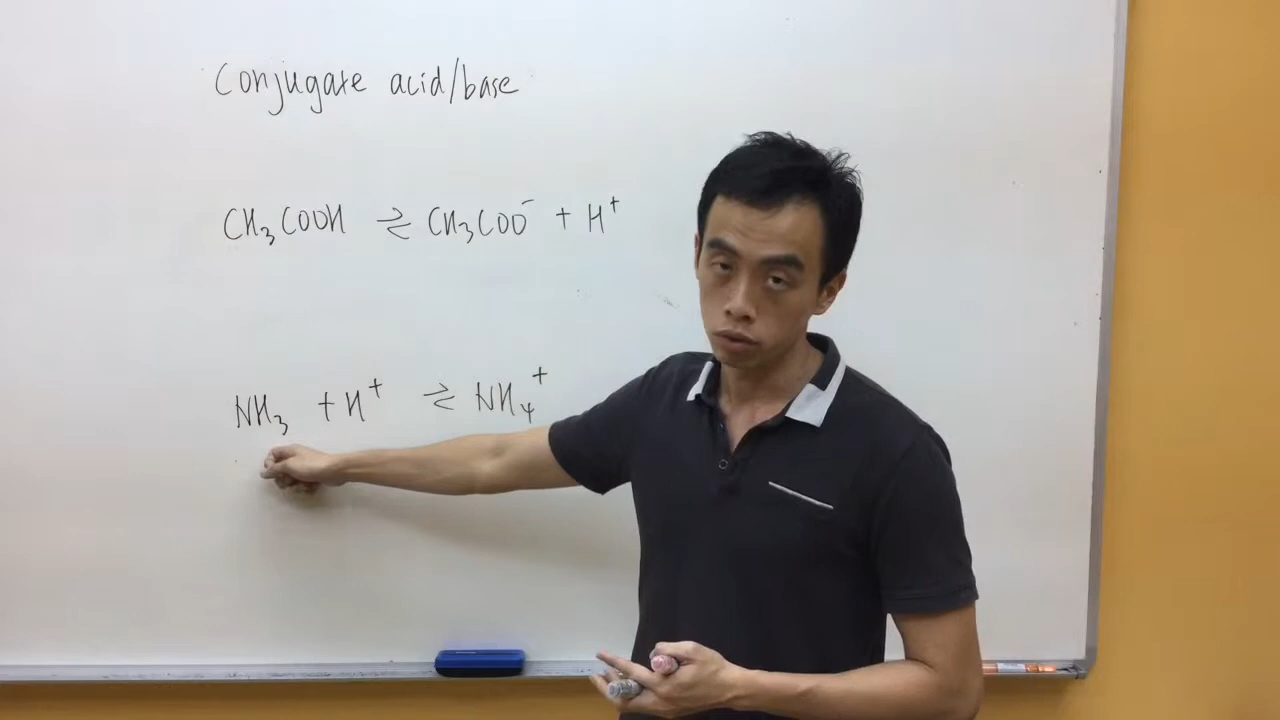 Conjugate acid/base
CH₃COOH ⇌ CH₃COO⁻ + H⁺
NH₃ + H⁺ ⇌ NH₄⁺